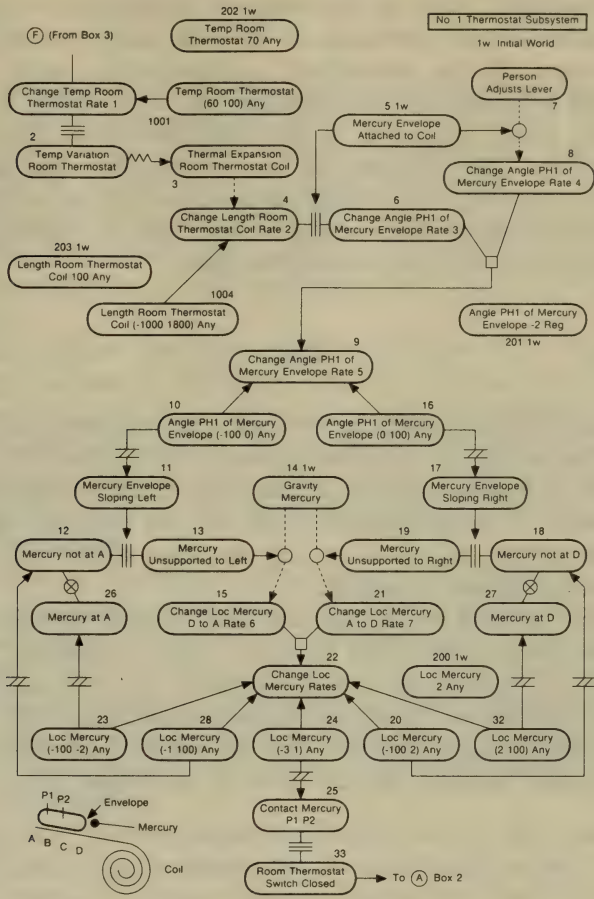 202 1w
Temp Room
Thermostat 70 Any
No 1 Thermostat Subsystem
1w Initial World
F (From Box 3)
Change Temp Room
Thermostat Rate 1
Temp Room Thermostat
(60 100) Any
1001
Person
Adjusts Lever
7
5 1w
Mercury Envelope
Attached to Coil
2
Temp Variation
Room Thermostat
Thermal Expansion
Room Thermostat Coil
3
8
Change Angle PH1 of
Mercury Envelope Rate 4
4
Change Length Room
Thermostat Coil Rate 2
6
Change Angle PH1 of
Mercury Envelope Rate 3
203 1w
Length Room Thermostat
Coil 100 Any
1004
Length Room Thermostat
Coil (-1000 1800) Any
Angle PH1 of Mercury
Envelope -2 Reg
201 1w
9
Change Angle PH1 of
Mercury Envelope Rate 5
10
Angle PH1 of Mercury
Envelope (-100 0) Any
16
Angle PH1 of Mercury
Envelope (0 100) Any
11
Mercury Envelope
Sloping Left
14 1w
Gravity
Mercury
17
Mercury Envelope
Sloping Right
12
Mercury not at A
13
Mercury
Unsupported to Left
19
Mercury
Unsupported to Right
18
Mercury not at D
26
Mercury at A
15
Change Loc Mercury
D to A Rate 6
21
Change Loc Mercury
A to D Rate 7
27
Mercury at D
22
Change Loc
Mercury Rates
200 1w
Loc Mercury
2 Any
23
Loc Mercury
(-100 -2) Any
28
Loc Mercury
(-1 100) Any
24
Loc Mercury
(-3 1) Any
20
Loc Mercury
(-100 2) Any
32
Loc Mercury
(2 100) Any
25
Contact Mercury
P1 P2
33
Room Thermostat
Switch Closed
To A Box 2
P1
P2
Envelope
Mercury
A B C D
Coil